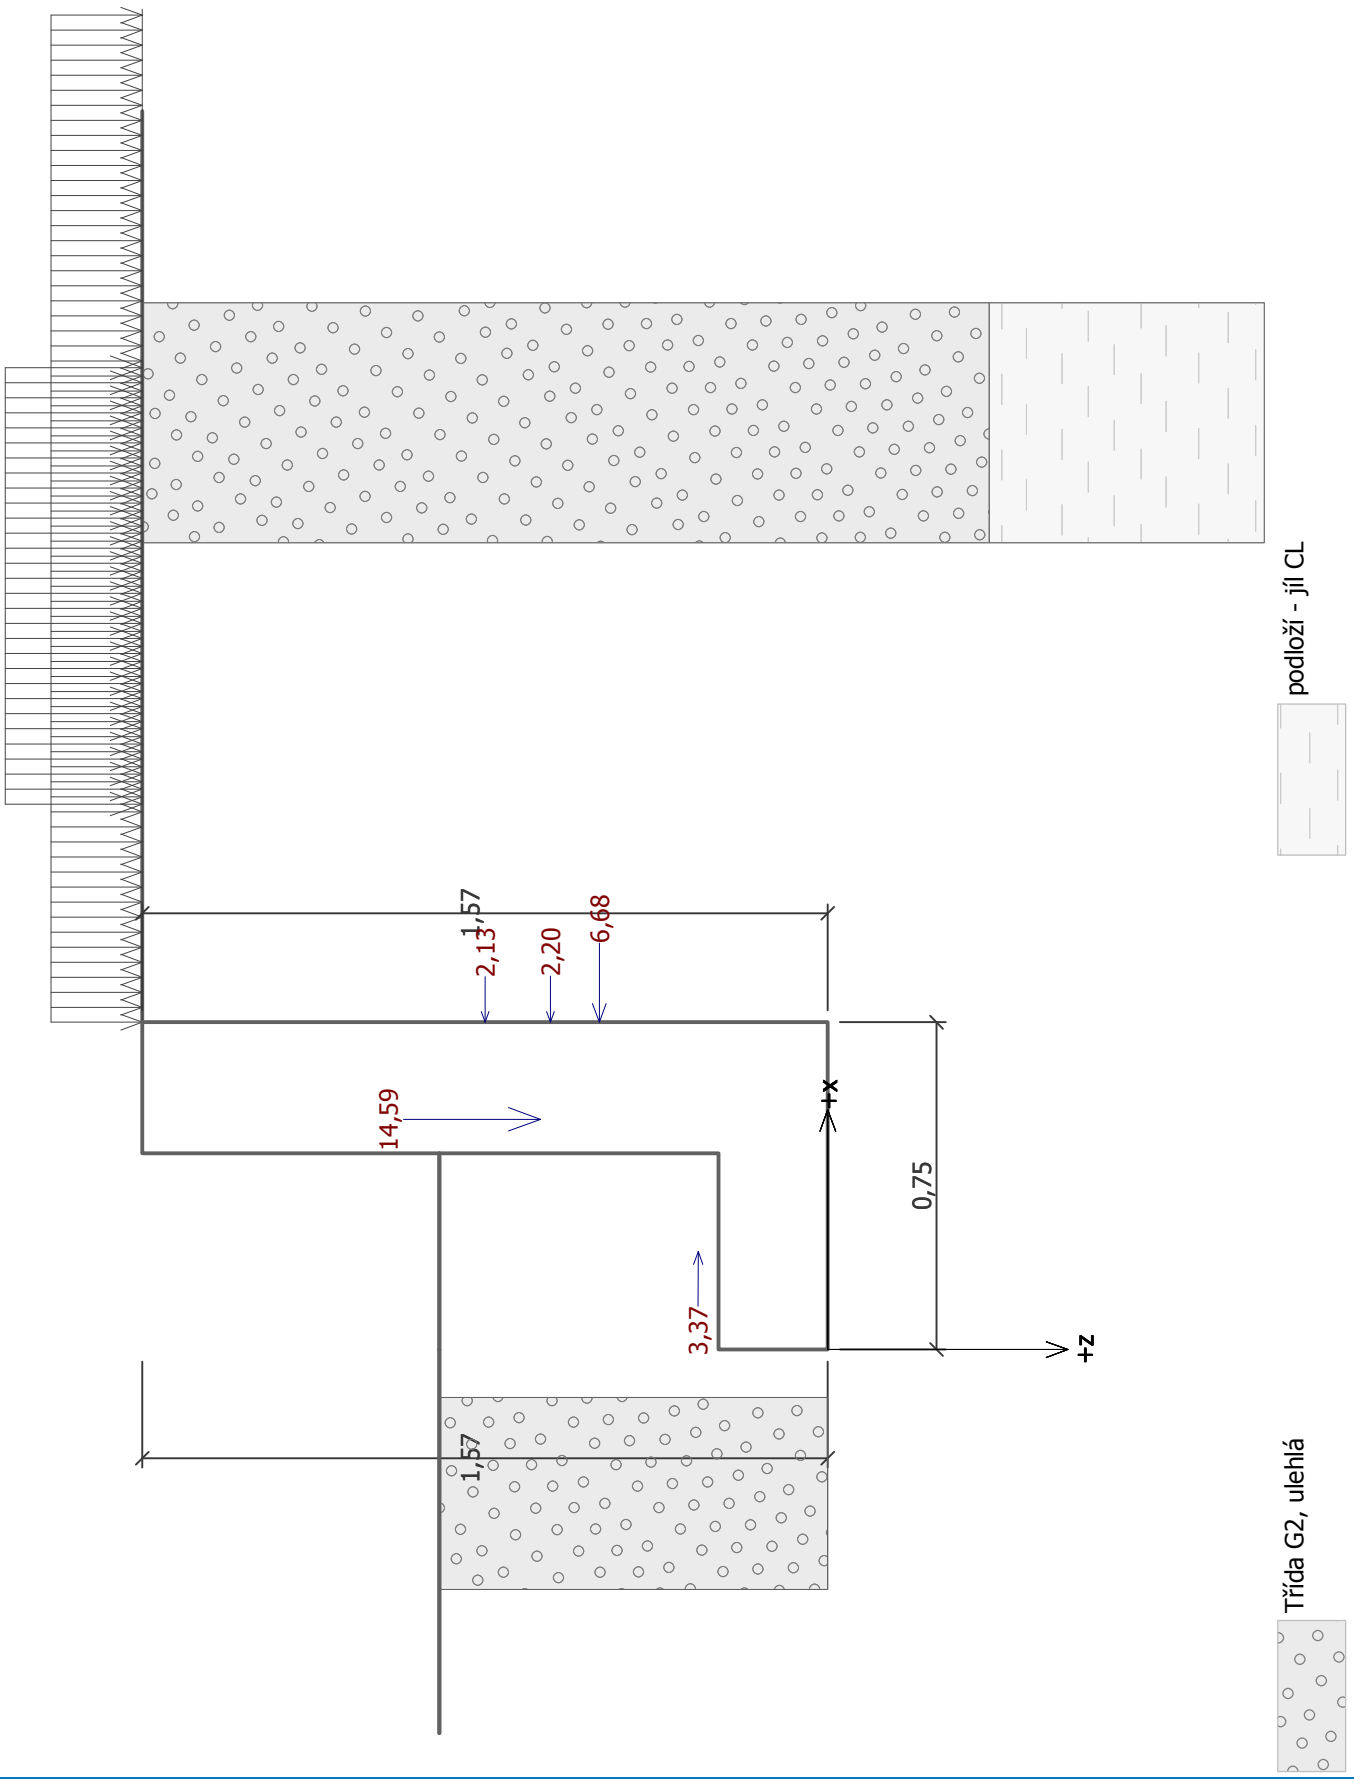 1,57
2,13
2,20
6,68
14,59
+x
0,75
3,37
+z
1,57
podloží - jíl CL
Třída G2, ulehlá